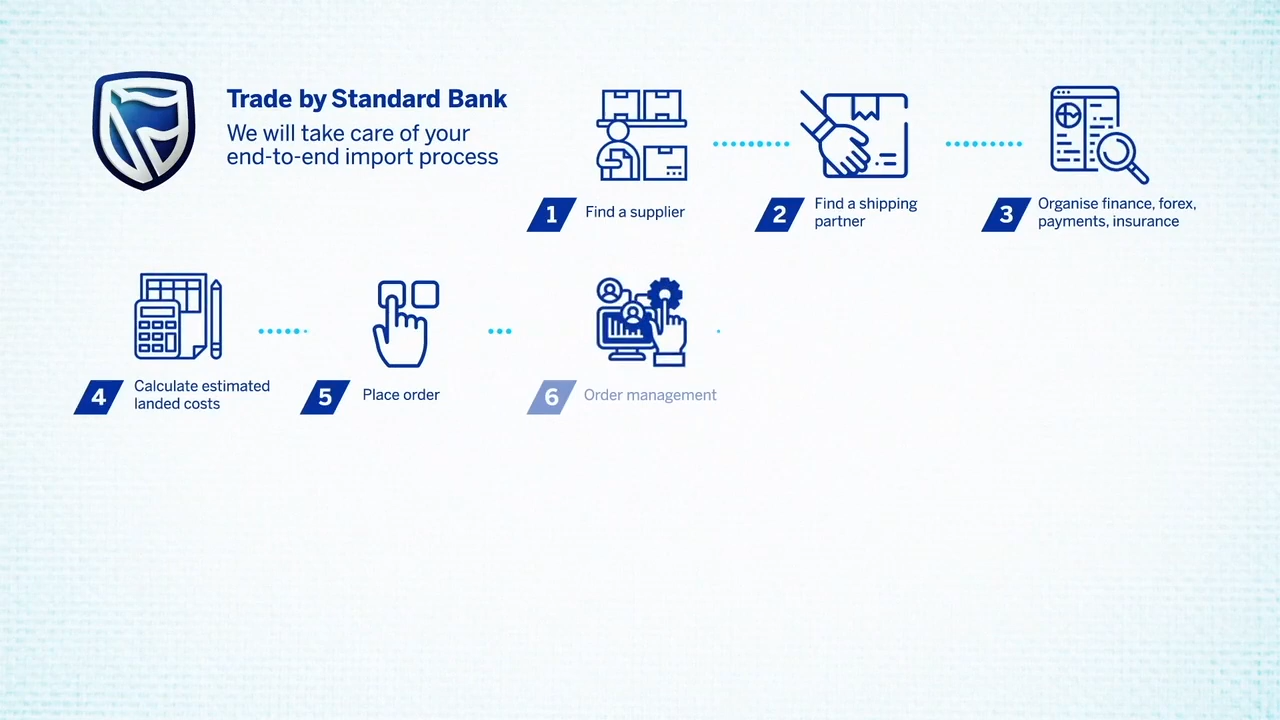 Trade by Standard Bank
We will take care of your
end-to-end import process
1 Find a supplier
2 Find a shipping
partner
3 Organise finance, forex,
payments, insurance
4 Calculate estimated
landed costs
5 Place order
6 Order management